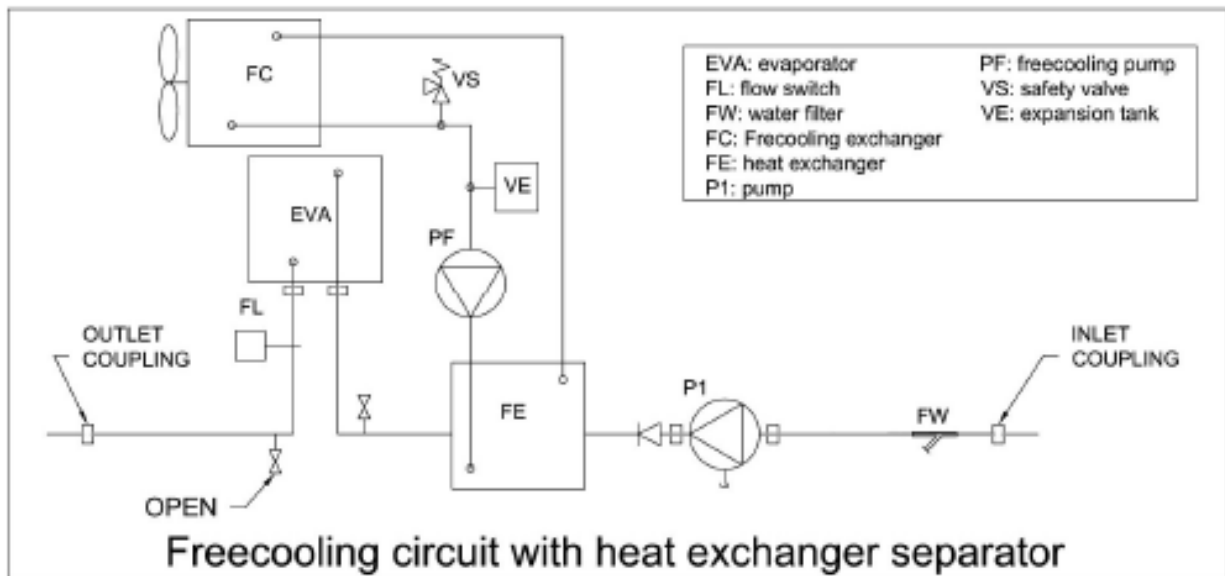 FC
VS
EVA: evaporator
FL: flow switch
FW: water filter
FC: Frecooling exchanger
FE: heat exchanger
P1: pump
PF: freecooling pump
VS: safety valve
VE: expansion tank
EVA
VE
PF
FL
OUTLET
COUPLING
FE
P1
FW
INLET
COUPLING
OPEN
Freecooling circuit with heat exchanger separator